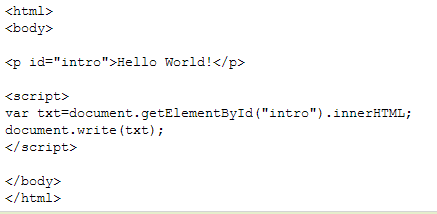 <html>
<body>
<p id="intro">Hello World!</p>
<script>
var txt=document.getElementById("intro").innerHTML;
document.write(txt);
</script>
</body>
</html>